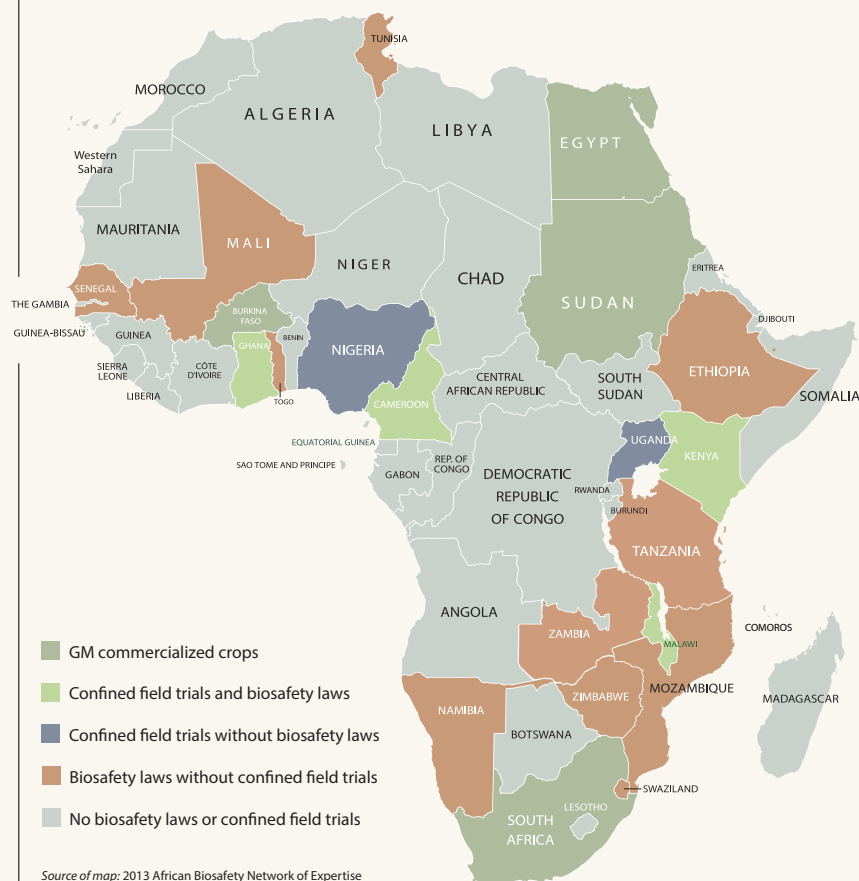 TUNISIA
MOROCCO
ALGERIA
LIBYA
EGYPT
Western
Sahara
MAURITANIA
MALI
NIGER
CHAD
SUDAN
ERITREA
SENEGAL
THE GAMBIA
BURKINA
FASO
DJIBOUTI
GUINEA-BISSAU
GUINEA
BENIN
NIGERIA
GHANA
ETHIOPIA
SIERRA
LEONE
CÔTE
D'IVOIRE
CENTRAL
AFRICAN REPUBLIC
SOUTH
SUDAN
SOMALIA
LIBERIA
TOGO
CAMEROON
EQUATORIAL GUINEA
UGANDA
KENYA
SAO TOME AND PRINCIPE
GABON
REP. OF
CONGO
DEMOCRATIC
REPUBLIC
OF CONGO
RWANDA
BURUNDI
TANZANIA
ANGOLA
ZAMBIA
MALAWI
COMOROS
MOZAMBIQUE
MADAGASCAR
ZIMBABWE
NAMIBIA
BOTSWANA
SWAZILAND
LESOTHO
SOUTH
AFRICA
GM commercialized crops
Confined field trials and biosafety laws
Confined field trials without biosafety laws
Biosafety laws without confined field trials
No biosafety laws or confined field trials
Source of map: 2013 African Biosafety Network of Expertise